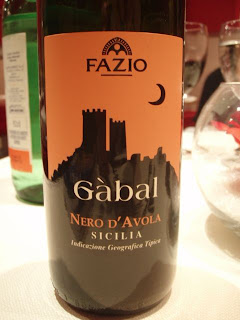 FAZIO
Gàbal
NERO D'AVOLA
SICILIA
Indicazione Geografica Tipica